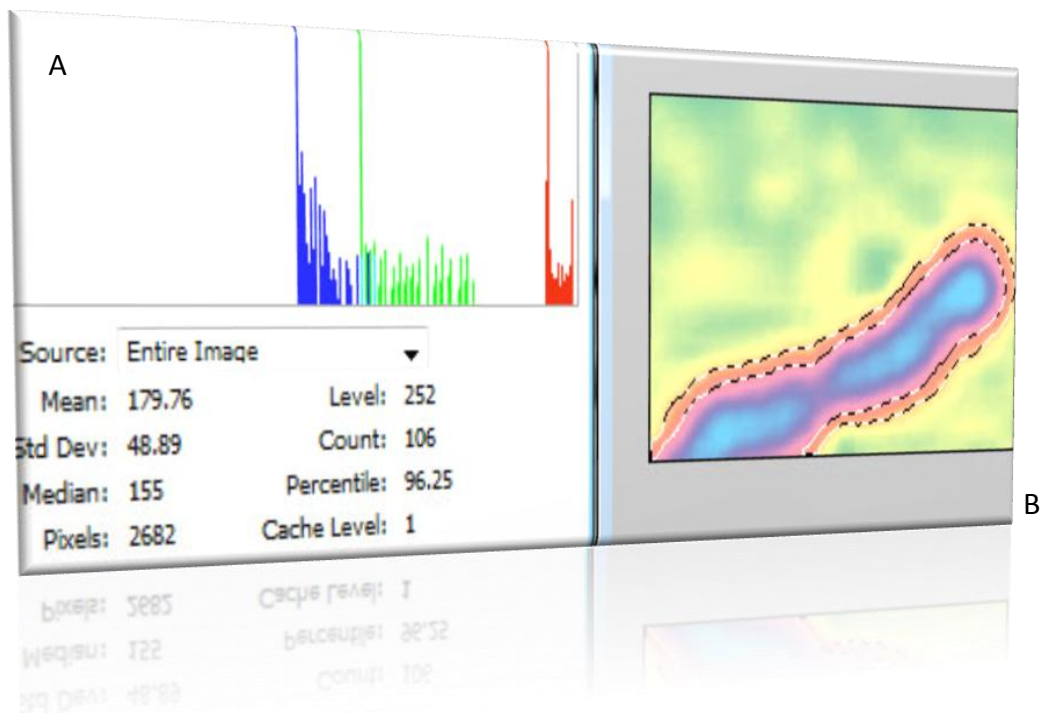 A
Source: Entire Image
Mean: 179.76 Level: 252
Std Dev: 48.89 Count: 106
Median: 155 Percentile: 96.25
Pixels: 2682 Cache Level: 1
B